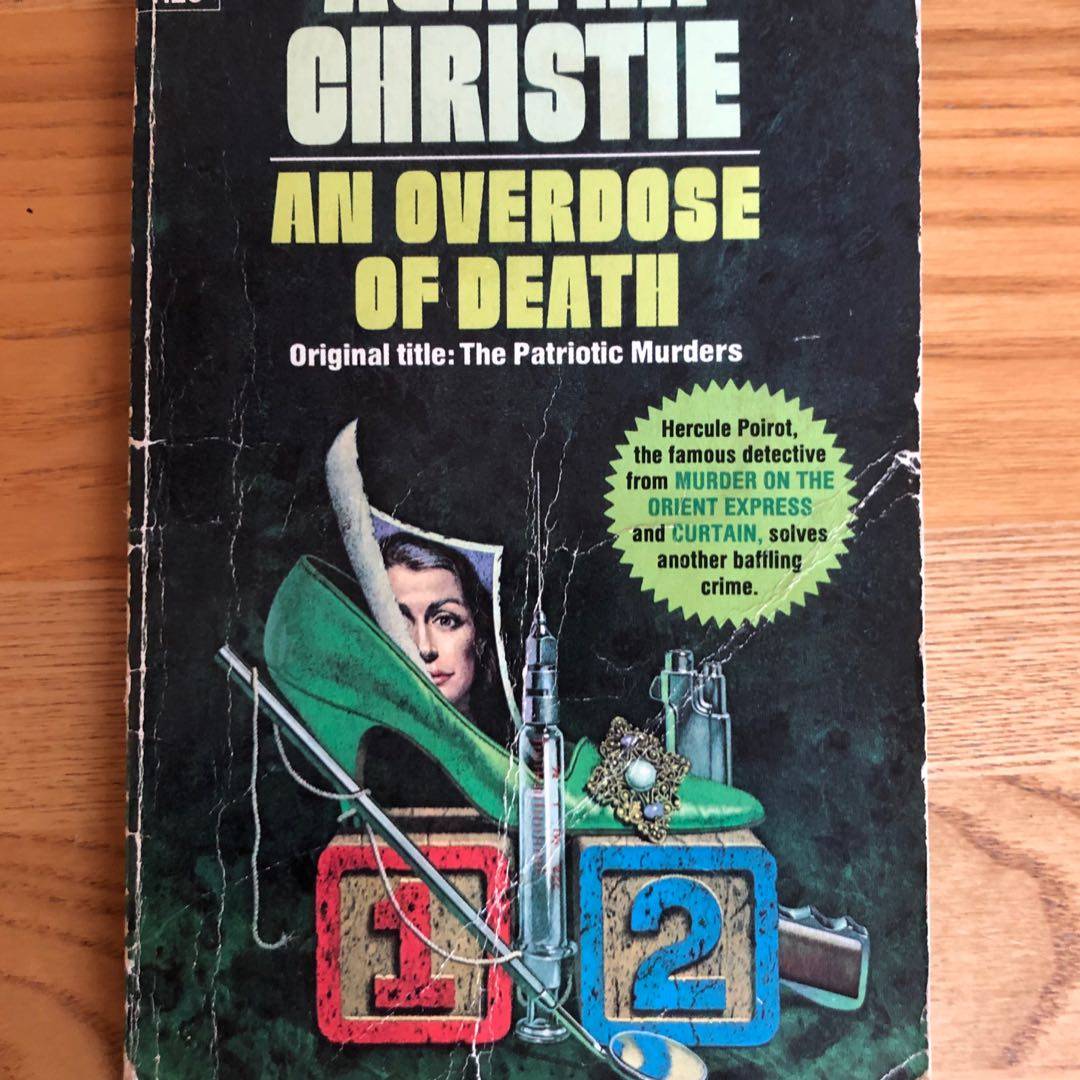 CHRISTIE
AN OVERDOSE
OF DEATH
Original title: The Patriotic Murders
Hercule Poirot,
the famous detective
from MURDER ON THE
ORIENT EXPRESS
and CURTAIN, solves
another baffling
crime.
1 2